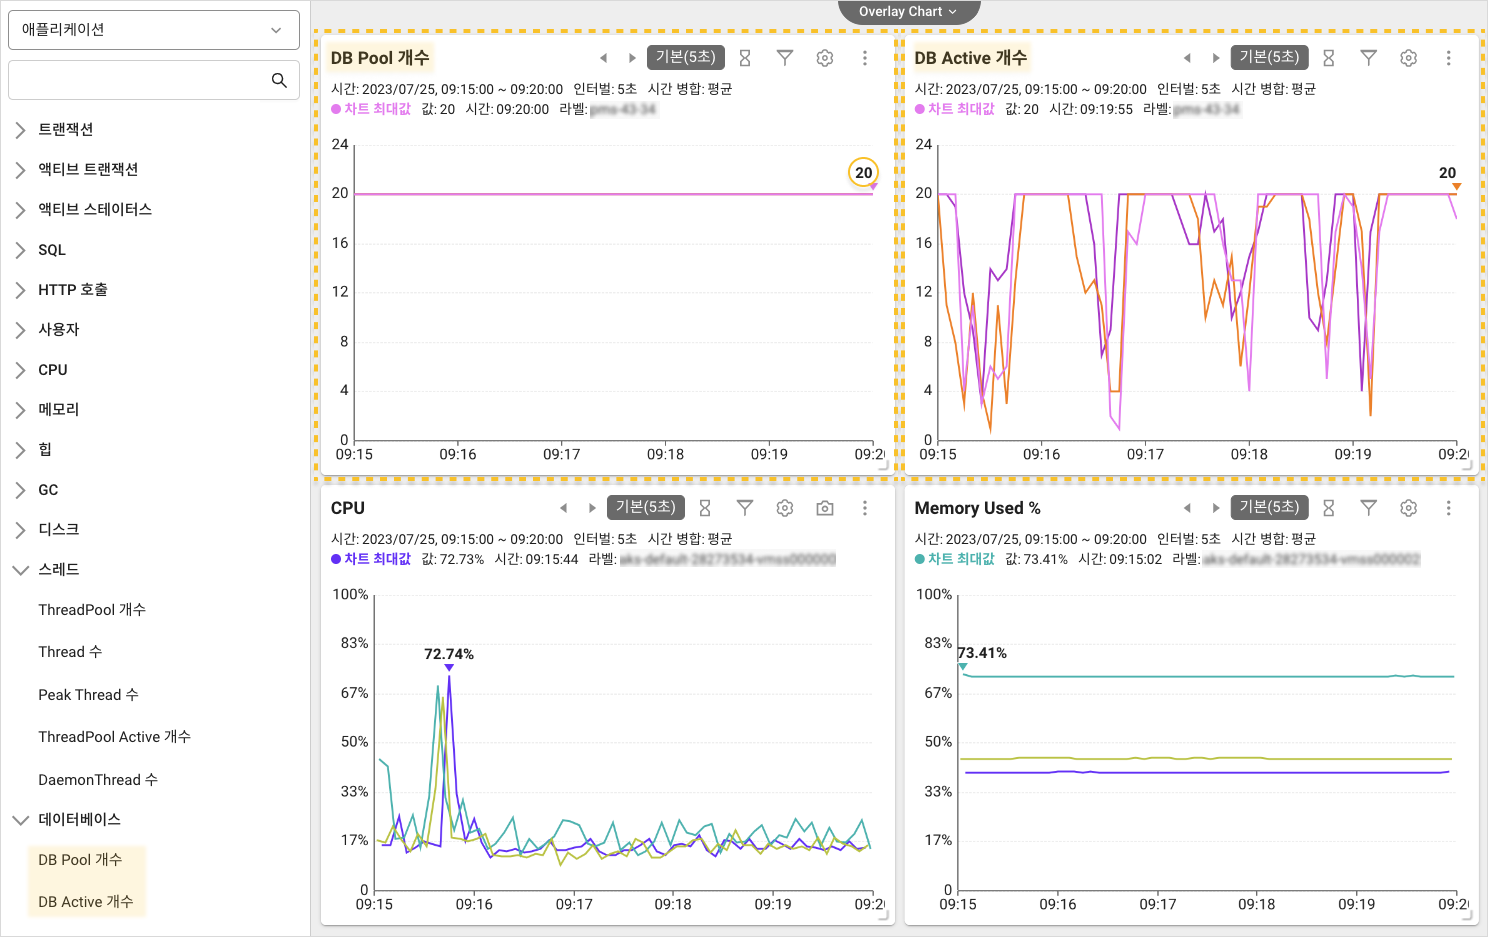 애플리케이션
트랜잭션
액티브 트랜잭션
액티브 스테이터스
SQL
HTTP 호출
사용자
CPU
메모리
힙
GC
디스크
스레드
ThreadPool 개수
Thread 수
Peak Thread 수
ThreadPool Active 개수
DaemonThread 수
데이터베이스
DB Pool 개수
DB Active 개수
Overlay Chart
DB Pool 개수
기본(5초)
시간: 2023/07/25, 09:15:00 ~ 09:20:00 인터벌: 5초 시간 병합: 평균
차트 최대값 값: 20 시간: 09:20:00 라벨:
24
20
20
16
12
8
4
0
09:15 09:16 09:17 09:18 09:19 09:2
DB Active 개수
기본(5초)
시간: 2023/07/25, 09:15:00 ~ 09:20:00 인터벌: 5초 시간 병합: 평균
차트 최대값 값: 20 시간: 09:19:55 라벨:
24
20
20
16
12
8
4
0
09:15 09:16 09:17 09:18 09:19 09:2
CPU
기본(5초)
시간: 2023/07/25, 09:15:00 ~ 09:20:00 인터벌: 5초 시간 병합: 평균
차트 최대값 값: 72.73% 시간: 09:15:44 라벨:
100%
83%
72.74%
67%
50%
33%
17%
0
09:15 09:16 09:17 09:18 09:19 09:2
Memory Used %
기본(5초)
시간: 2023/07/25, 09:15:00 ~ 09:20:00 인터벌: 5초 시간 병합: 평균
차트 최대값 값: 73.41% 시간: 09:15:02 라벨:
100%
83%
73.41%
67%
50%
33%
17%
0
09:15 09:16 09:17 09:18 09:19 09:2